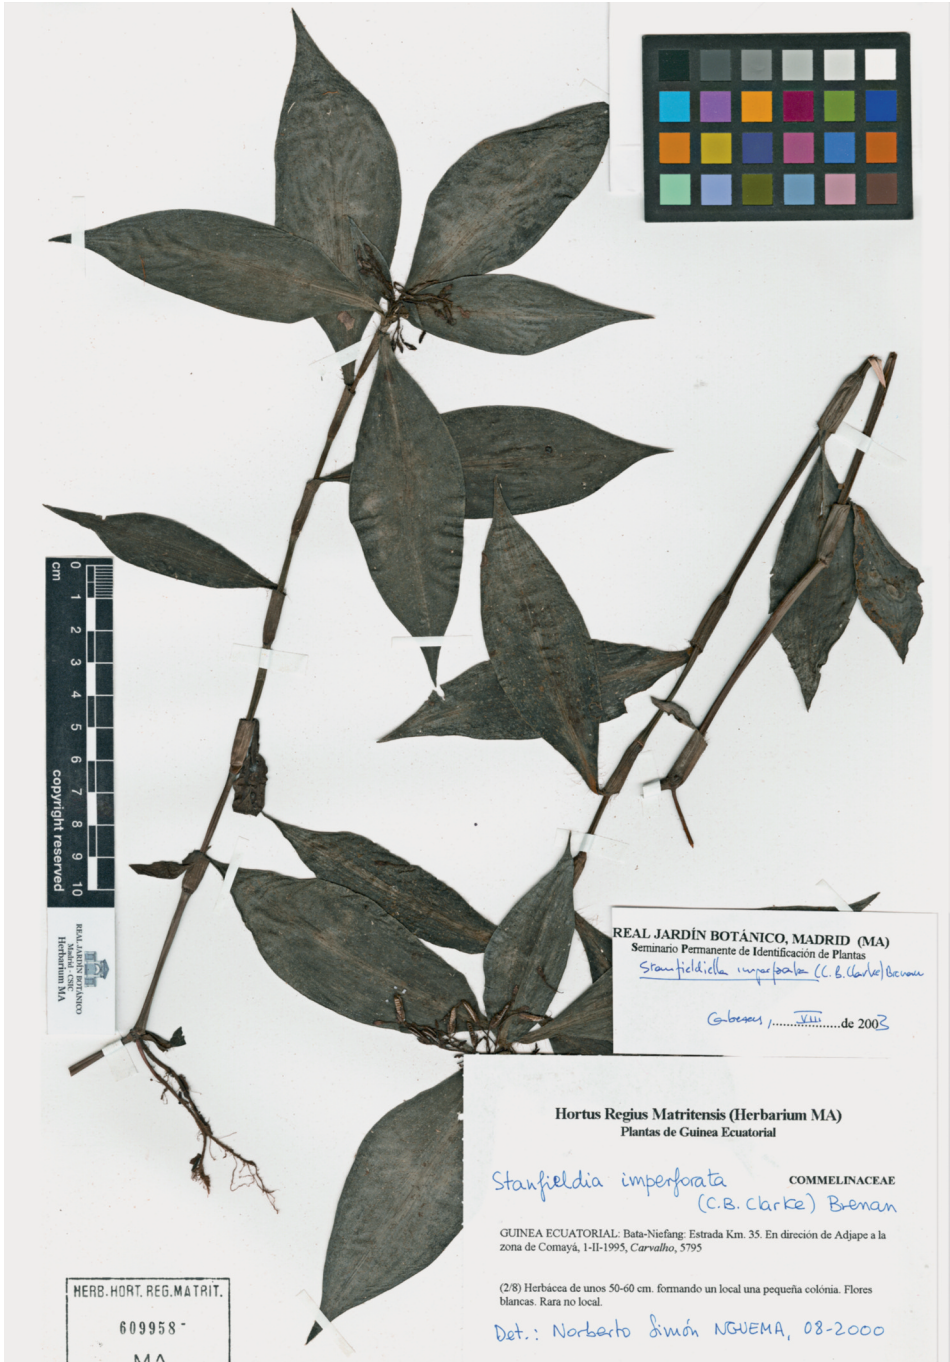 cm
0
1
2
3
4
5
6
7
8
9
10
copyright reserved
REAL JARDÍN BOTÁNICO
Madrid - CSIC
Herbarium MA
REAL JARDÍN BOTÁNICO, MADRID (MA)
Seminario Permanente de Identificación de Plantas
Stanfieldiella imperforata (C.B. Clarke) Brenan
VIII de 2003
Hortus Regius Matritensis (Herbarium MA)
Plantas de Guinea Ecuatorial
Stanfieldia imperforata COMMELINACEAE
(C.B. Clarke) Brenan
GUINEA ECUATORIAL: Bata-Niefang: Estrada Km. 35. En direción de Adjape a la
zona de Comayá, 1-II-1995, Carvalho, 5795
(2/8) Herbácea de unos 50-60 cm. formando un local una pequeña colónia. Flores
blancas. Rara no local.
Det.: Norberto Simón NGUEMA, 08-2000
HERB. HORT. REG. MATRIT.
609958-
MA